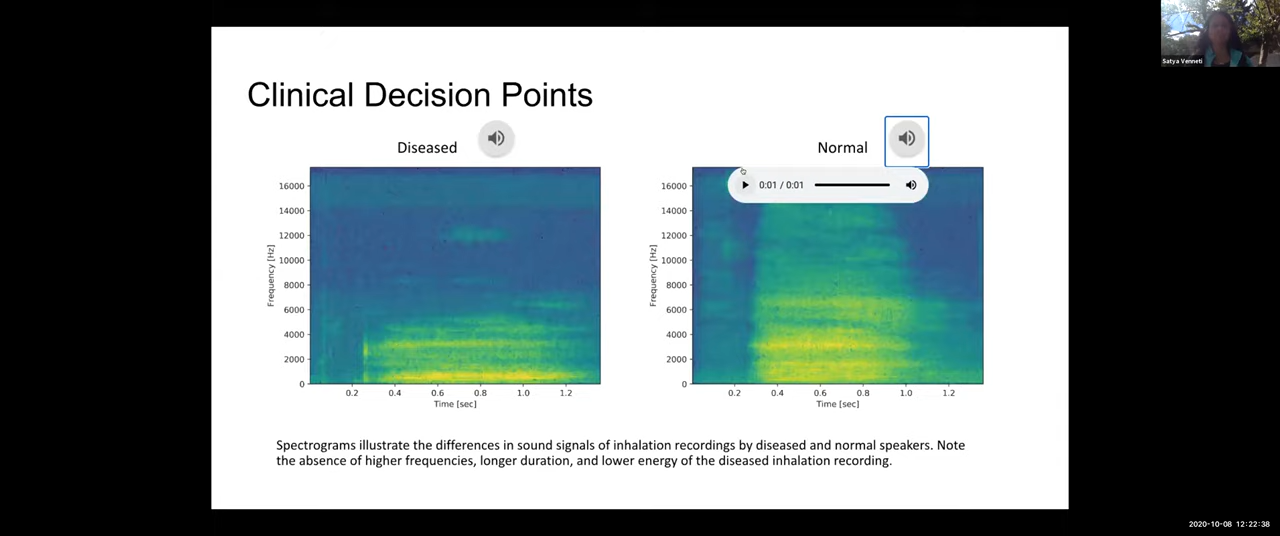 Satya Venneti
Clinical Decision Points
Diseased
Normal
0:01 / 0:01
16000
14000
12000
10000
8000
6000
4000
2000
0
Frequency [Hz]
0.2 0.4 0.6 0.8 1.0 1.2
Time [sec]
16000
14000
12000
10000
8000
6000
4000
2000
0
Frequency [Hz]
0.2 0.4 0.6 0.8 1.0 1.2
Time [sec]
Spectrograms illustrate the differences in sound signals of inhalation recordings by diseased and normal speakers. Note
the absence of higher frequencies, longer duration, and lower energy of the diseased inhalation recording.
2020-10-08 12:22:38